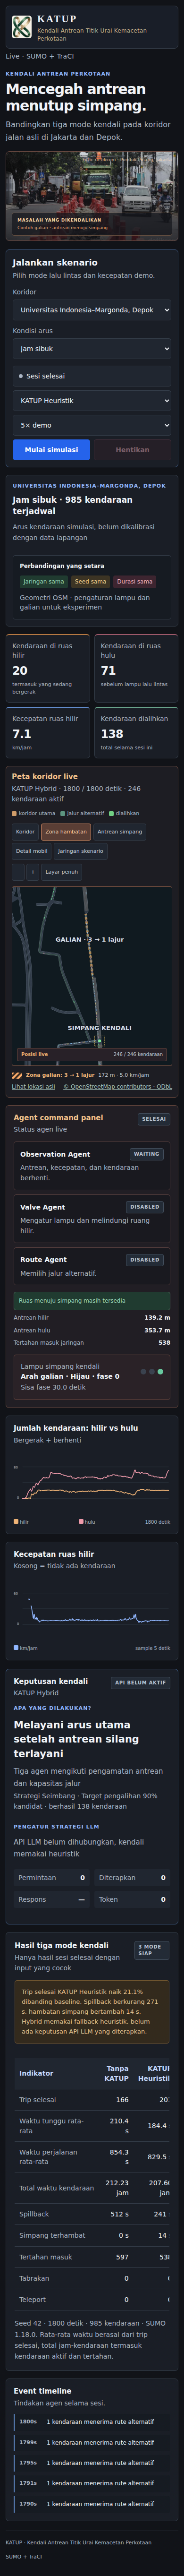 KATUP
Kendali Antrean Titik Urai Kemacetan
Perkotaan
Live · SUMO + TraCI
KENDALI ANTREAN PERKOTAAN
Mencegah antrean
menutup simpang.
Bandingkan tiga mode kendali pada koridor
jalan asli di Jakarta dan Depok.
MASALAH YANG DIKENDALIKAN
Contoh galian · antrean menuju simpang
Jalankan skenario
Pilih mode lalu lintas dan kecepatan demo.
Koridor
Universitas Indonesia–Margonda, Depok
Kondisi arus
Jam sibuk
Sesi selesai
KATUP Heuristik
5× demo
Mulai simulasi
Hentikan
UNIVERSITAS INDONESIA–MARGONDA, DEPOK
Jam sibuk · 985 kendaraan
terjadwal
Arus kendaraan simulasi, belum dikalibrasi
dengan data lapangan
Perbandingan yang setara
Jaringan sama
Seed sama
Durasi sama
Geometri OSM · pengaturan lampu dan
galian untuk eksperimen
Kendaraan di ruas
hilir
20
termasuk yang sedang
bergerak
Kendaraan di ruas
hulu
71
sebelum lampu lalu lintas
Kecepatan ruas hilir
7.1
km/jam
Kendaraan dialihkan
138
total selama sesi ini
Peta koridor live
KATUP Hybrid · 1800 / 1800 detik · 246
kendaraan aktif
koridor utama
jalur alternatif
dialihkan
Koridor
Zona hambatan
Antrean simpang
Detail mobil
Jaringan skenario
−
+
Layar penuh
GALIAN · 3 → 1 lajur
SIMPANG KENDALI
Posisi live
246 / 246 kendaraan
Zona galian: 3 → 1 lajur 172 m · 5.0 km/jam
Lihat lokasi asli
© OpenStreetMap contributors · ODbL
Agent command panel
SELESAI
Status agen live
Observation Agent
WAITING
Antrean, kecepatan, dan kendaraan
berhenti.
Valve Agent
DISABLED
Mengatur lampu dan melindungi ruang
hilir.
Route Agent
DISABLED
Memilih jalur alternatif.
Ruas menuju simpang masih tersedia
Antrean hilir
139.2 m
Antrean hulu
353.7 m
Tertahan masuk jaringan
538
Lampu simpang kendali
Arah galian · Hijau · fase 0
Sisa fase 30.0 detik
Jumlah kendaraan: hilir vs hulu
Bergerak + berhenti
0
hilir
hulu
1800 detik
Kecepatan ruas hilir
Kosong = tidak ada kendaraan
0
km/jam
sample 5 detik
Keputusan kendali
API BELUM AKTIF
KATUP Hybrid
APA YANG DILAKUKAN?
Melayani arus utama
setelah antrean silang
terlayani
Tiga agen mengikuti pengamatan antrean
dan kapasitas jalur
Strategi Seimbang · Target pengalihan 90%
kandidat · berhasil 138 kendaraan
PENGATUR STRATEGI LLM
API LLM belum dihubungkan, kendali
memakai heuristik
Permintaan
0
Diterapkan
0
Respons
—
Token
0
Hasil tiga mode kendali
3 MODE
SIAP
Hanya hasil sesi selesai dengan
input yang cocok
Trip selesai KATUP Heuristik naik 21.1%
dibanding baseline. Spillback berkurang 271
s, hambatan simpang bertambah 14 s.
Hybrid memakai fallback heuristik, belum
ada keputusan API LLM yang diterapkan.
Indikator
Tanpa
KATUP
KATUP
Heuristik
Trip selesai
166
Waktu tunggu rata-
rata
210.4
s
184.4
Waktu perjalanan
rata-rata
854.3
s
829.5
Total waktu kendaraan
212.23
jam
Spillback
512 s
241
Simpang terhambat
0 s
14
Tertahan masuk
597
538
Tabrakan
0
0
Teleport
0
0
Seed 42 · 1800 detik · 985 kendaraan · SUMO
1.18.0. Rata-rata waktu berasal dari trip
selesai, total jam-kendaraan termasuk
kendaraan aktif dan tertahan.
Event timeline
Tindakan agen selama sesi.
1800s
1 kendaraan menerima rute alternatif
1799s
1 kendaraan menerima rute alternatif
1795s
1 kendaraan menerima rute alternatif
1791s
1 kendaraan menerima rute alternatif
1790s
1 kendaraan menerima rute alternatif
KATUP · Kendali Antrean Titik Urai Kemacetan Perkotaan
SUMO + TraCI